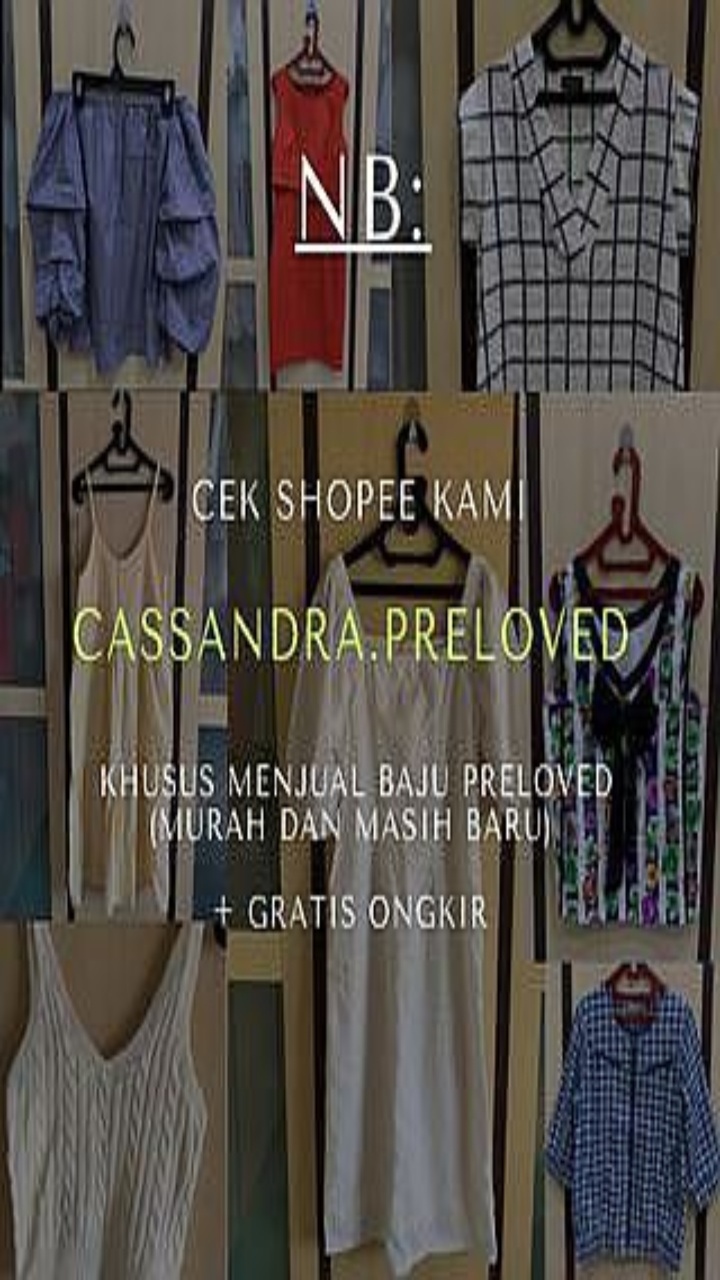 NB:
CEK SHOPEE KAMI
CASSANDRA.PRELOVED
KHUSUS MENJUAL BAJU PRELOVED
(MURAH DAN MASIH BARU)
+ GRATIS ONGKIR